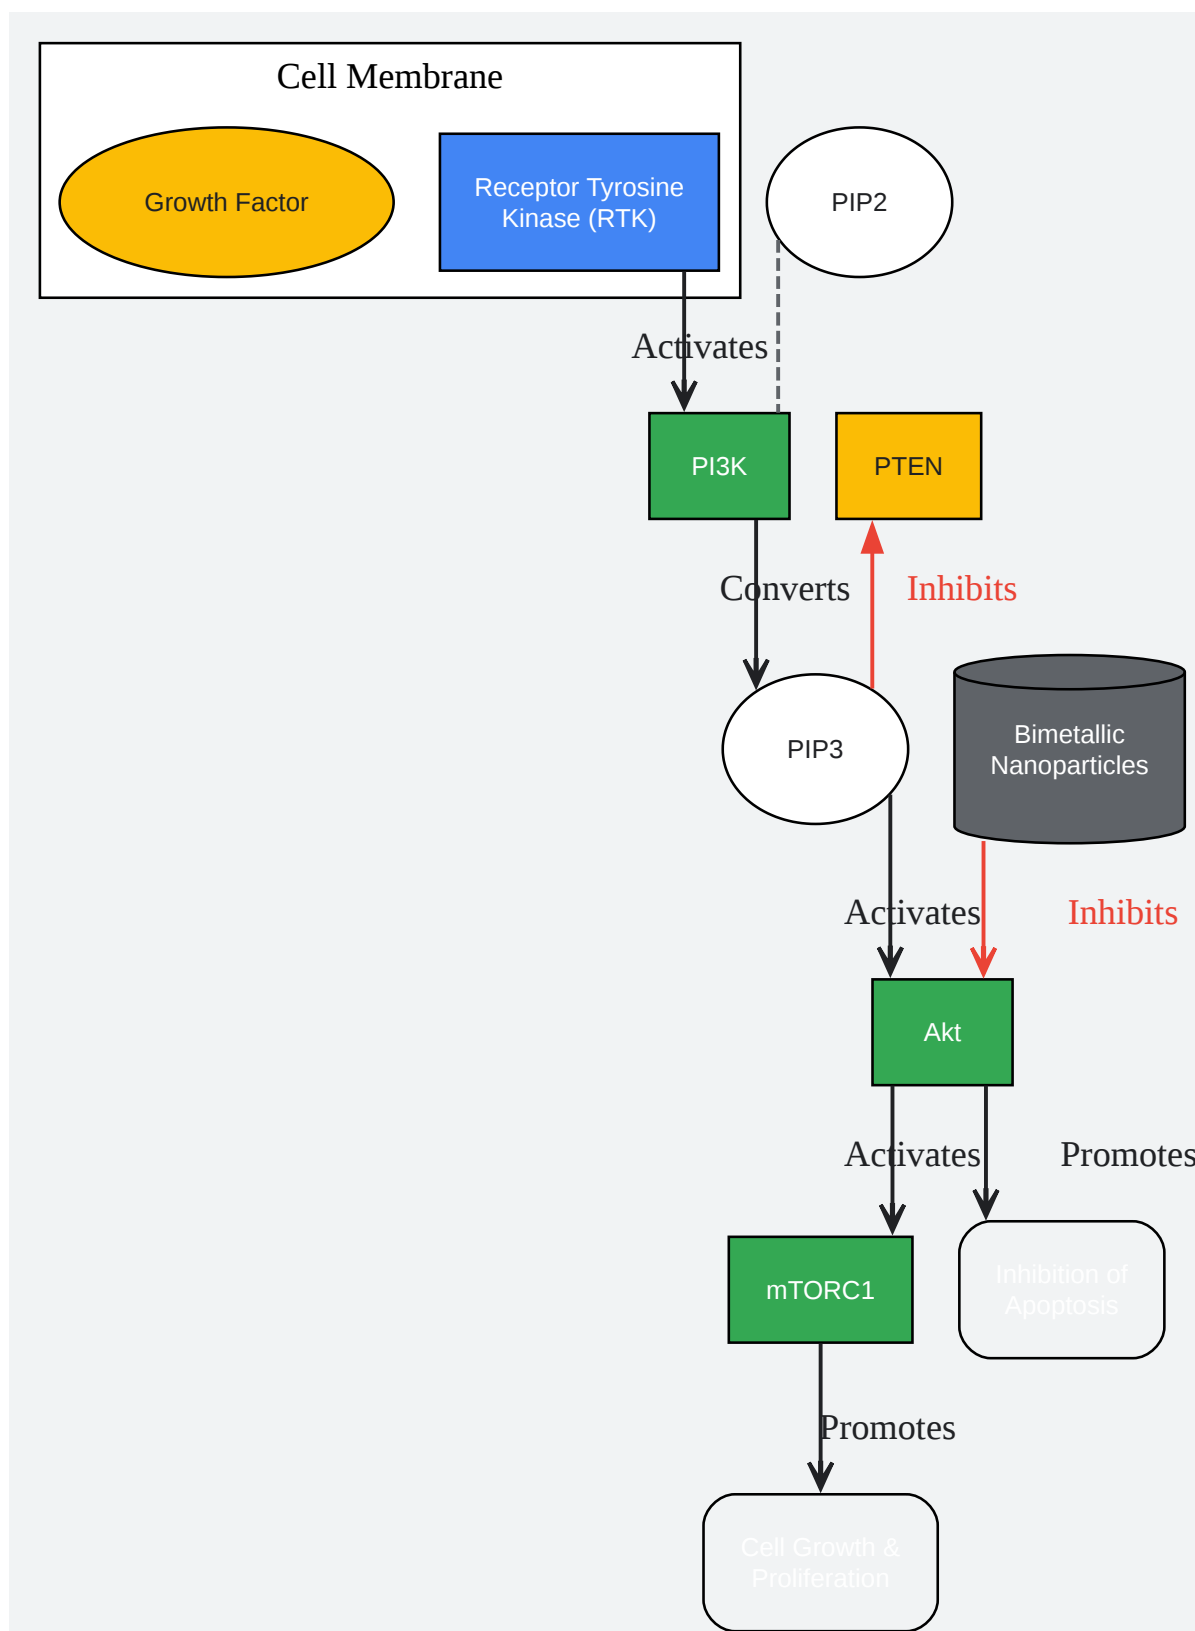 Cell Membrane
Growth Factor
Receptor Tyrosine
Kinase (RTK)
PIP2
Activates
PI3K
PTEN
Converts
Inhibits
Bimetallic
Nanoparticles
PIP3
Activates
Inhibits
Akt
Activates
Promotes
Inhibition of
Apoptosis
mTORC1
Promotes
Cell Growth &
Proliferation